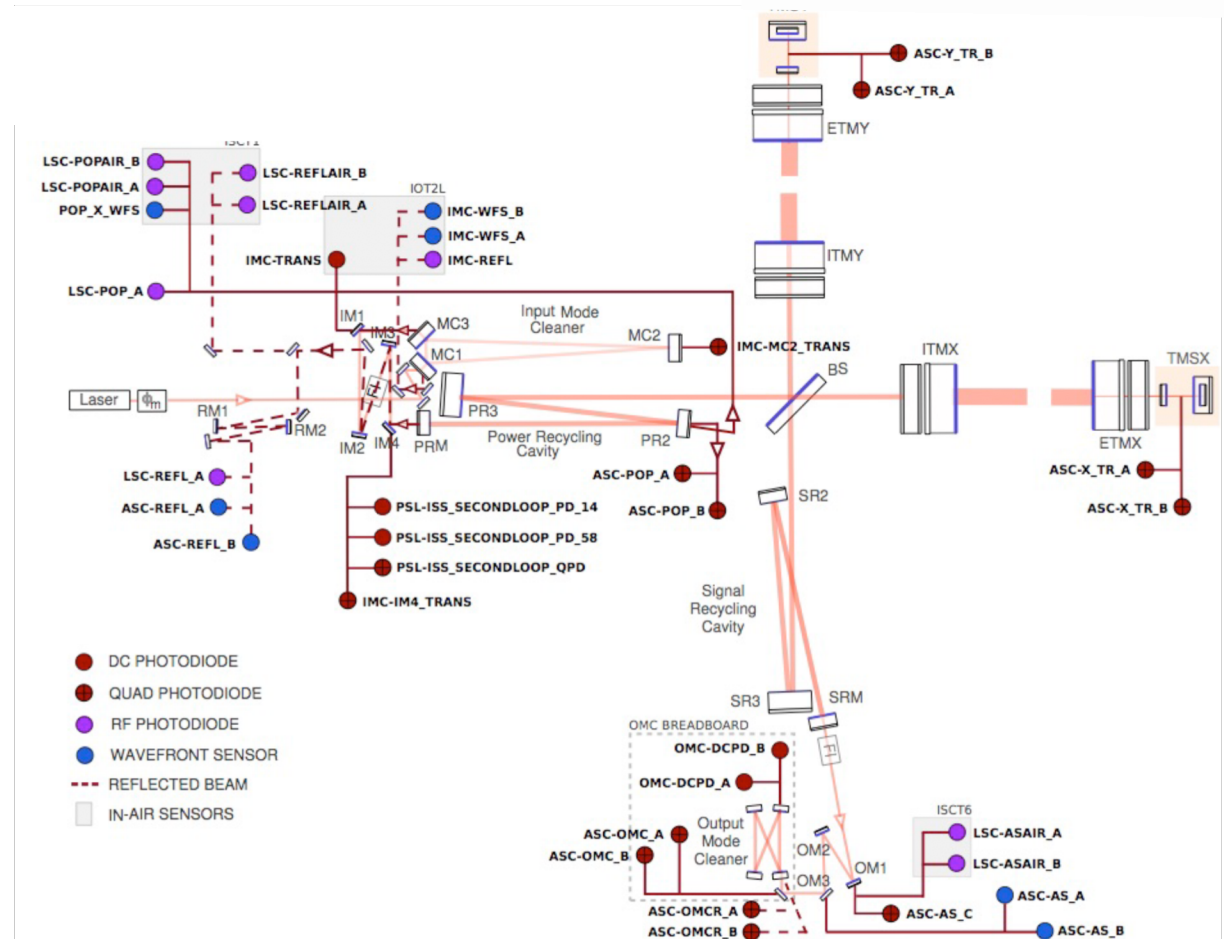 ASC-Y_TR_B
ASC-Y_TR_A
ETMY
ISCT1
LSC-POPAIR_B
LSC-REFLAIR_B
LSC-POPAIR_A
IOT2L
LSC-REFLAIR_A
POP_X_WFS
IMC-WFS_B
IMC-WFS_A
IMC-TRANS
IMC-REFL
ITMY
LSC-POP_A
Input Mode
Cleaner
IM1
MC3
IM3
MC2
IMC-MC2_TRANS
MC1
ITMX
TMSX
BS
FI
Laser
ϕm
PR3
RM1
RM2
IM2
IM4
PRM
Power Recycling
Cavity
PR2
ETMX
LSC-REFL_A
ASC-POP_A
ASC-X_TR_A
SR2
ASC-REFL_A
PSL-ISS_SECONDLOOP_PD_14
ASC-POP_B
ASC-X_TR_B
ASC-REFL_B
PSL-ISS_SECONDLOOP_PD_58
PSL-ISS_SECONDLOOP_QPD
IMC-IM4_TRANS
Signal
Recycling
Cavity
DC PHOTODIODE
QUAD PHOTODIODE
RF PHOTODIODE
WAVEFRONT SENSOR
REFLECTED BEAM
IN-AIR SENSORS
SR3
SRM
OMC BREADBOARD
OMC-DCPD_B
FI
OMC-DCPD_A
ISCT6
Output
Mode
Cleaner
ASC-OMC_A
LSC-ASAIR_A
OM2
ASC-OMC_B
OM1
LSC-ASAIR_B
OM3
ASC-AS_A
ASC-OMCR_A
ASC-AS_C
ASC-OMCR_B
ASC-AS_B